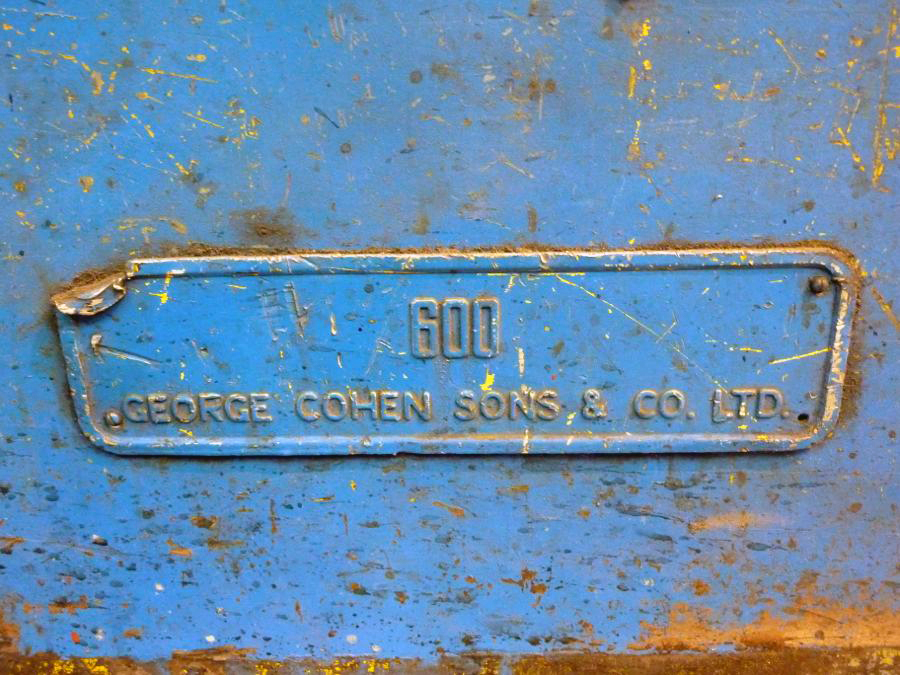 600
GEORGE COHEN SONS & CO. LTD.